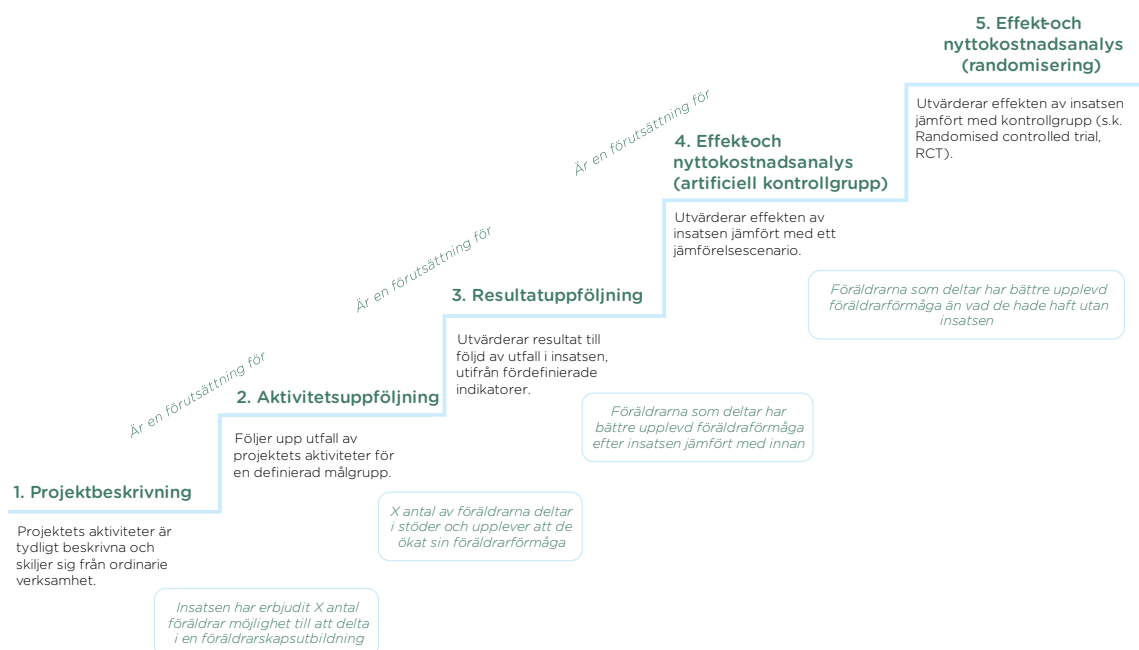 5. Effekt-och
nyttokostnadsanalys
(randomisering)
Utvärderar effekten av insatsen
jämfört med kontrollgrupp (s.k.
Randomised controlled trial,
RCT).
Är en förutsättning för
4. Effekt-och
nyttokostnadsanalys
(artificiell kontrollgrupp)
Utvärderar effekten av
insatsen jämfört med ett
jämförelsescenario.
Föräldrarna som deltar har bättre upplevd
föräldrarförmåga än vad de hade haft utan
insatsen
Är en förutsättning för
3. Resultatuppföljning
Utvärderar resultat till
följd av utfall i insatsen,
utifrån fördefinierade
indikatorer.
Föräldrarna som deltar har
bättre upplevd föräldraförmåga
efter insatsen jämfört med innan
Är en förutsättning för
2. Aktivitetsuppföljning
Följer upp utfall av
projektets aktiviteter för
en definierad målgrupp.
X antal av föräldrarna deltar
i stöder och upplever att de
ökat sin föräldrarförmåga
1. Projektbeskrivning
Projektets aktiviteter är
tydligt beskrivna och
skiljer sig från ordinarie
verksamhet.
Insatsen har erbjudit X antal
föräldrar möjlighet till att delta
i en föräldrarskapsutbildning